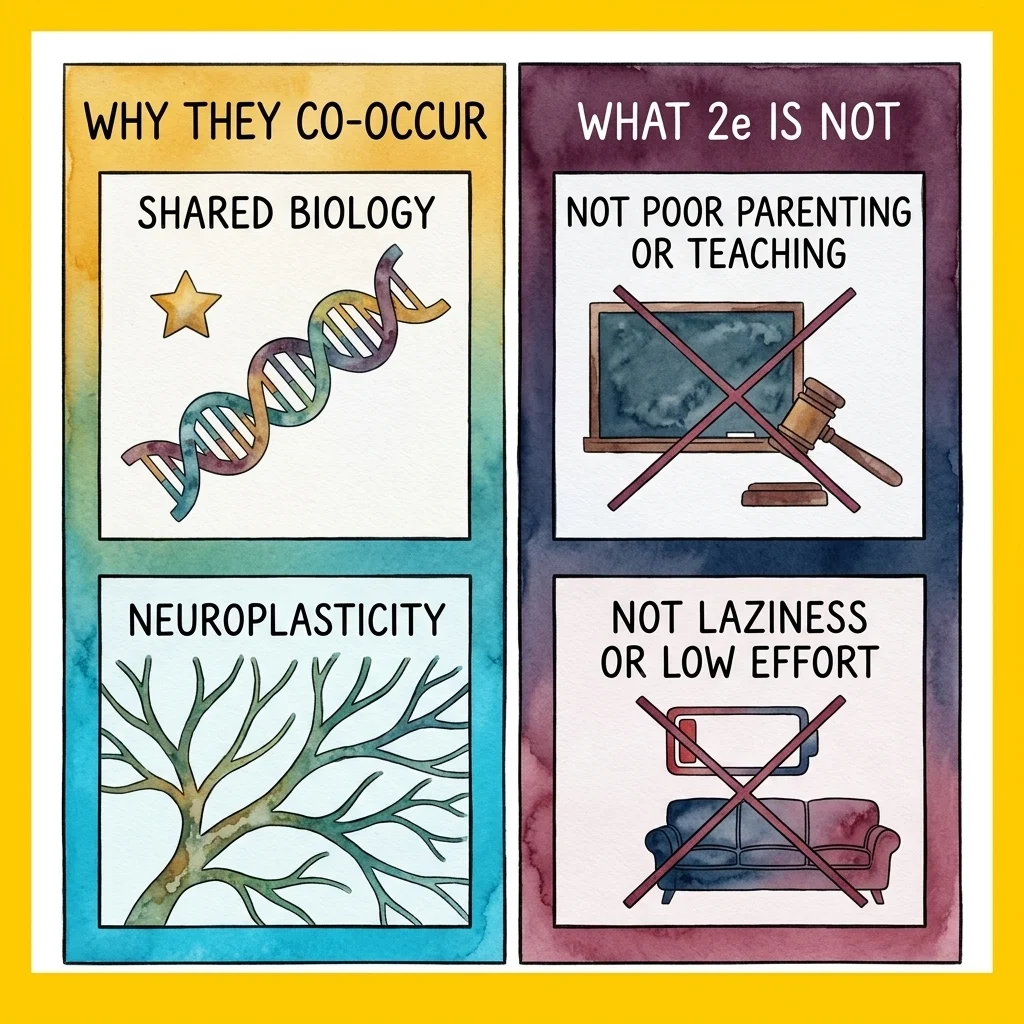 WHY THEY CO-OCCUR
SHARED BIOLOGY
NEUROPLASTICITY
WHAT 2e IS NOT
NOT POOR PARENTING
OR TEACHING
NOT LAZINESS
OR LOW EFFORT